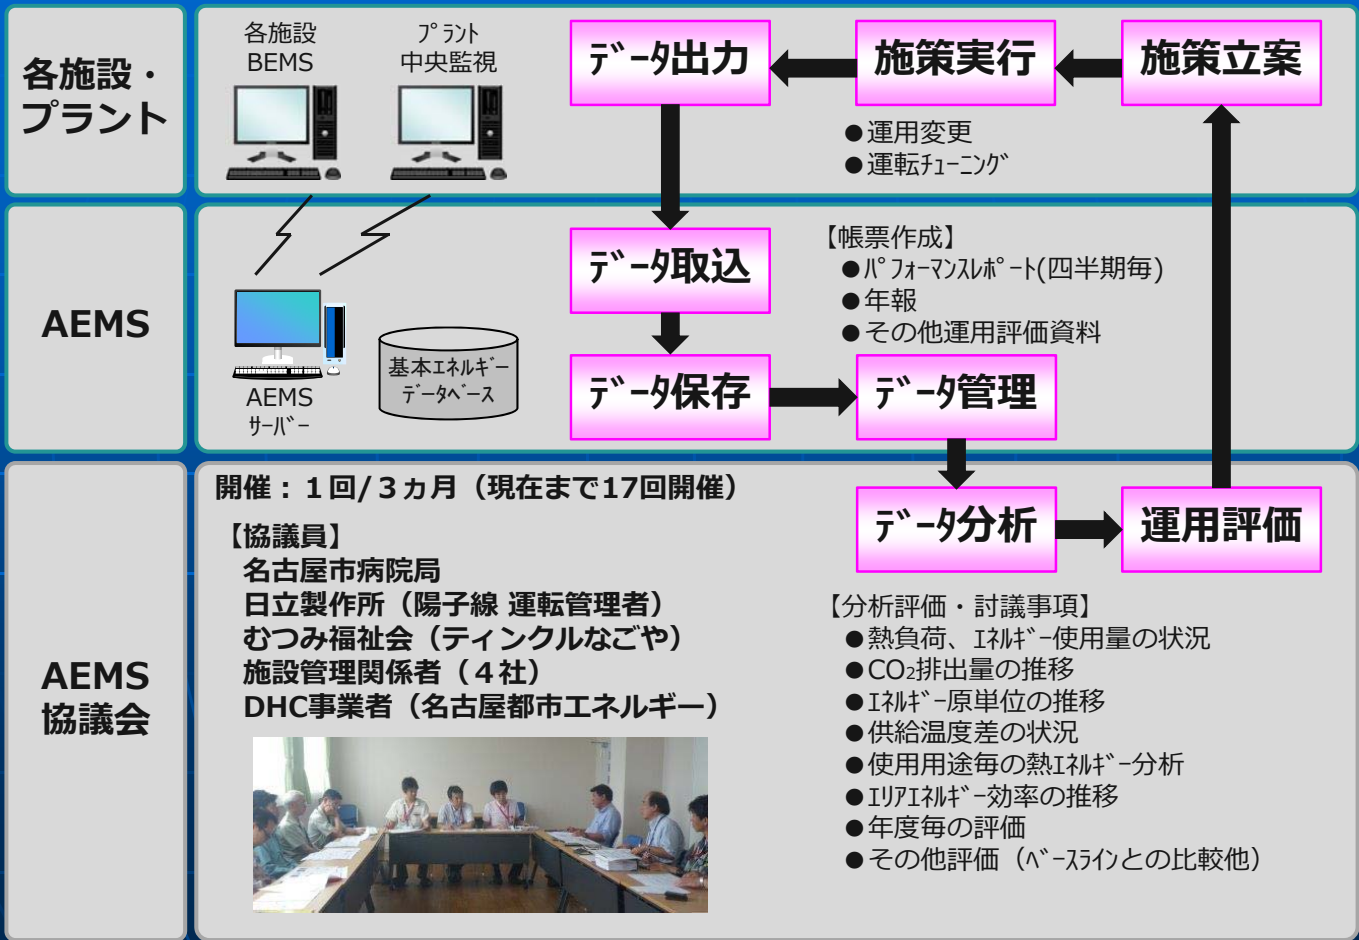 各施設・
プラント
各施設
BEMS
ﾌﾟﾗﾝﾄ
中央監視
ﾃﾞｰﾀ出力
施策実行
施策立案
●運用変更
●運転ﾁｭｰﾆﾝｸﾞ
AEMS
AEMS
ｻｰﾊﾞｰ
基本ｴﾈﾙｷﾞｰ
ﾃﾞｰﾀﾍﾞｰｽ
ﾃﾞｰﾀ取込
【帳票作成】
●ﾊﾟﾌｫｰﾏﾝｽﾚﾎﾟｰﾄ(四半期毎)
●年報
●その他運用評価資料
ﾃﾞｰﾀ保存
ﾃﾞｰﾀ管理
AEMS
協議会
開催：１回/３ヵ月（現在まで17回開催）
【協議員】
名古屋市病院局
日立製作所（陽子線 運転管理者）
むつみ福祉会（ティンクルなごや）
施設管理関係者（４社）
DHC事業者（名古屋都市エネルギー）
ﾃﾞｰﾀ分析
運用評価
【分析評価・討議事項】
●熱負荷、ｴﾈﾙｷﾞｰ使用量の状況
●CO₂排出量の推移
●ｴﾈﾙｷﾞｰ原単位の推移
●供給温度差の状況
●使用用途毎の熱ｴﾈﾙｷﾞｰ分析
●ｴﾘｱｴﾈﾙｷﾞｰ効率の推移
●年度毎の評価
●その他評価（ﾍﾞｰｽﾗｲﾝとの比較他）